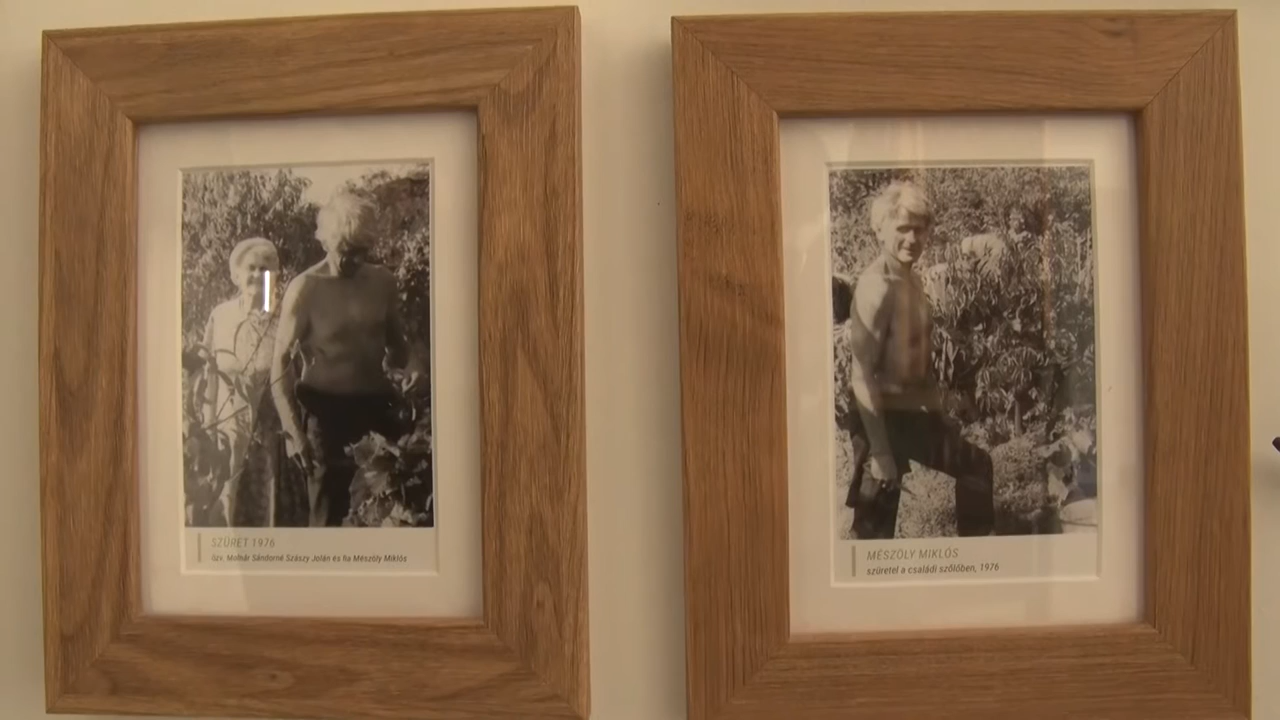 SZÜRET 1976
özv. Molnár Sándorné Szászy Jolán és fia Mészöly Miklós
MÉSZÖLY MIKLÓS
szüretel a családi szőlőben, 1976